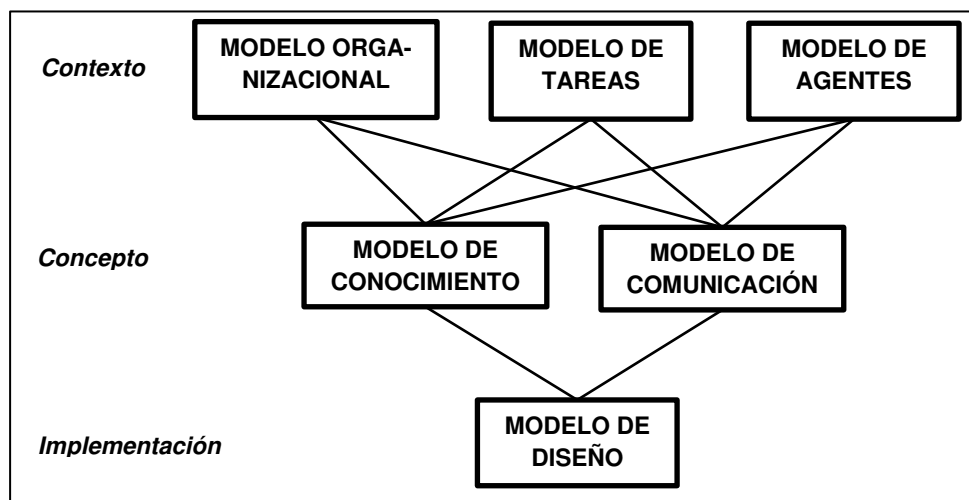 Contexto
MODELO ORGA-
NIZACIONAL
MODELO DE
TAREAS
MODELO DE
AGENTES
Concepto
MODELO DE
CONOCIMIENTO
MODELO DE
COMUNICACIÓN
Implementación
MODELO DE
DISEÑO